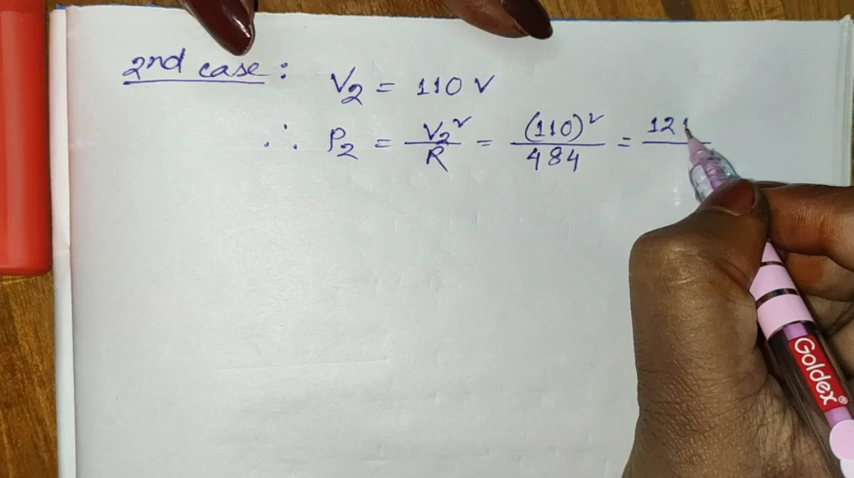 2nd case : V₂ = 110 V
∴ P₂ = V₂² / R = (110)² / 484 = 121
Goldex